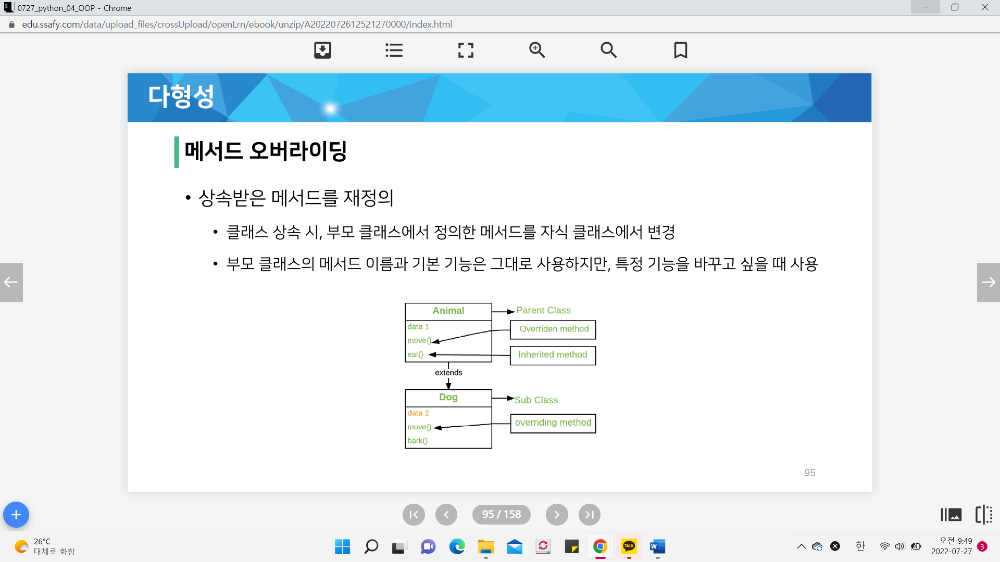 0727_python_04_OOP - Chrome
edu.ssafy.com/data/upload_files/crossUpload/openLrn/ebook/unzip/A2022072612521270000/index.html
다형성
메서드 오버라이딩
• 상속받은 메서드를 재정의
• 클래스 상속 시, 부모 클래스에서 정의한 메서드를 자식 클래스에서 변경
• 부모 클래스의 메서드 이름과 기본 기능은 그대로 사용하지만, 특정 기능을 바꾸고 싶을 때 사용
Animal
Parent Class
data 1
Overriden method
move()
eat()
Inherited method
extends
Dog
Sub Class
data 2
move()
overriding method
bark()
95
95 / 158
26°C
대체로 화창
TALK
W
한
오전 9:49
2022-07-27
3